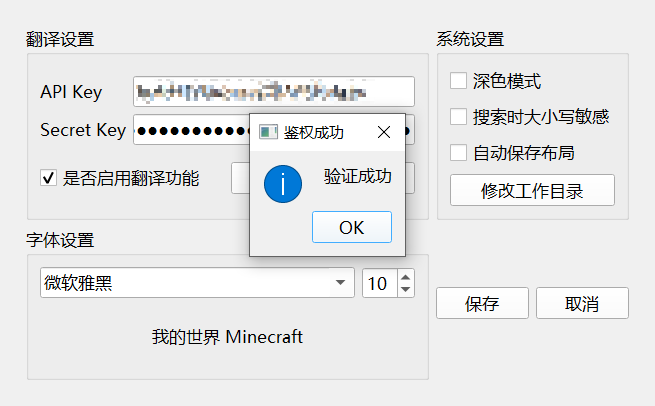 翻译设置
API Key
Secret Key
是否启用翻译功能
鉴权成功
验证成功
OK
系统设置
深色模式
搜索时大小写敏感
自动保存布局
修改工作目录
字体设置
微软雅黑
10
我的世界 Minecraft
保存
取消